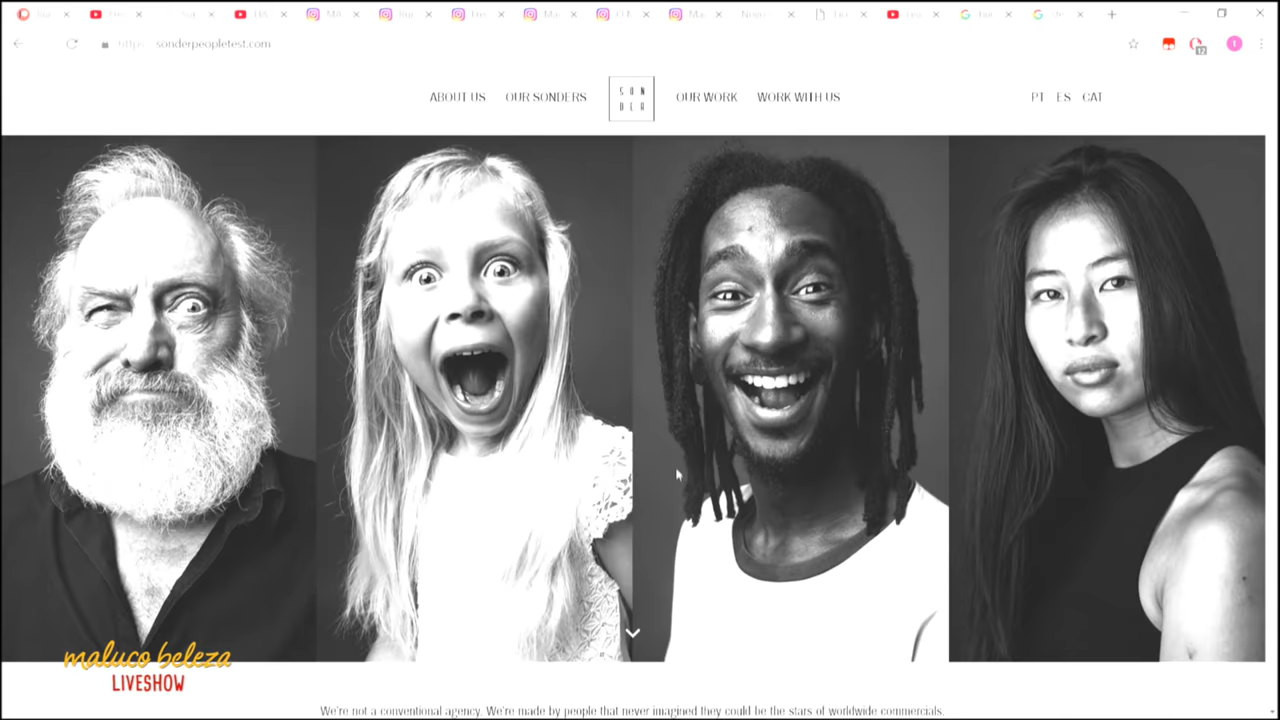 sonderpeopletest.com
ABOUT US OUR SONDERS SON DER OUR WORK WORK WITH US PT ES CAT
maluco beleza
LIVESHOW
We're not a conventional agency. We're made by people that never imagined they could be the stars of worldwide commercials.